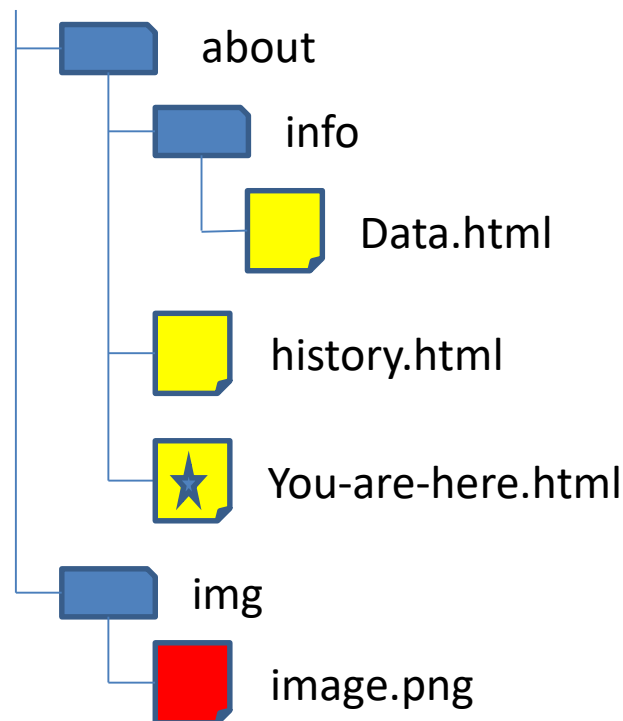 about
info
Data.html
history.html
You-are-here.html
img
image.png